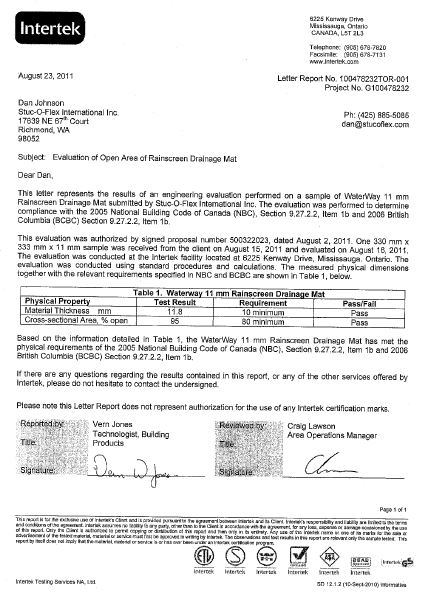 Intertek
6225 Kenway Drive
Mississauga, Ontario
CANADA, L5T 2L3
Telephone: (905) 678-7820
Facsimile: (905) 678-7131
www.intertek.com
August 23, 2011
Letter Report No. 100478232TOR-001
Project No. G100478232
Dan Johnson
Stuc-O-Flex International Inc.
17639 NE 67th Court
Richmond, WA
98052
Ph: (425) 885-5085
dan@stucoflex.com
Subject: Evaluation of Open Area of Rainscreen Drainage Mat
Dear Dan,
This letter represents the results of an engineering evaluation performed on a sample of WaterWay 11 mm
Rainscreen Drainage Mat submitted by Stuc-O-Flex International Inc. The evaluation was performed to determine
compliance with the 2005 National Building Code of Canada (NBC), Section 9.27.2.2, Item 1b and 2006 British
Columbia (BCBC) Section 9.27.2.2, Item 1b.
This evaluation was authorized by signed proposal number 500322023, dated August 2, 2011. One 330 mm x
333 mm x 11 mm sample was received from the client on August 15, 2011 and evaluated on August 16, 2011.
The evaluation was conducted at the Intertek facility located at 6225 Kenway Drive, Mississauga, Ontario. The
evaluation was conducted using standard procedures and calculations. The measured physical dimensions
together with the relevant requirements specified in NBC and BCBC are shown in Table 1, below.
Table 1. Waterway 11 mm Rainscreen Drainage Mat
Physical Property Test Result Requirement Pass/Fail
Material Thickness mm 11.8 10 minimum Pass
Cross-sectional Area, % open 95 80 minimum Pass
Based on the information detailed in Table 1, the WaterWay 11 mm Rainscreen Drainage Mat has met the
physical requirements of the 2005 National Building Code of Canada (NBC), Section 9.27.2.2, Item 1b and 2006
British Columbia (BCBC) Section 9.27.2.2, Item 1b.
If there are any questions regarding the results contained in this report, or any of the other services offered by
Intertek, please do not hesitate to contact the undersigned.
Please note this Letter Report does not represent authorization for the use of any Intertek certification marks.
Reported by: Vern Jones Reviewed by: Craig Lawson
Title: Technologist, Building Products Title: Area Operations Manager
Signature: Vern W Jones Signature:
Page 1 of 1
This report is for the exclusive use of Intertek's Client and is provided pursuant to the agreement between Intertek and its Client. Intertek's responsibility and liability are limited to the terms
and conditions of the agreement. Intertek assumes no liability to any party, other than to the Client in accordance with the agreement, for any loss, expense or damage occasioned by the use
of this report. Only the Client is authorized to permit copying or distribution of this report and then only in its entirety. Any use of the Intertek name or one of its marks for the sale or
advertisement of the tested material, product or service must first be approved in writing by Intertek. The observations and test results in this report are relevant only to the sample tested. This
report by itself does not imply that the material, product or service is or has ever been under an Intertek certification program.
Intertek Intertek Intertek Intertek Intertek Intertek Intertek
Intertek Testing Services NA, Ltd.
SD 12.1.2 (10-Sept-2010) Informatics